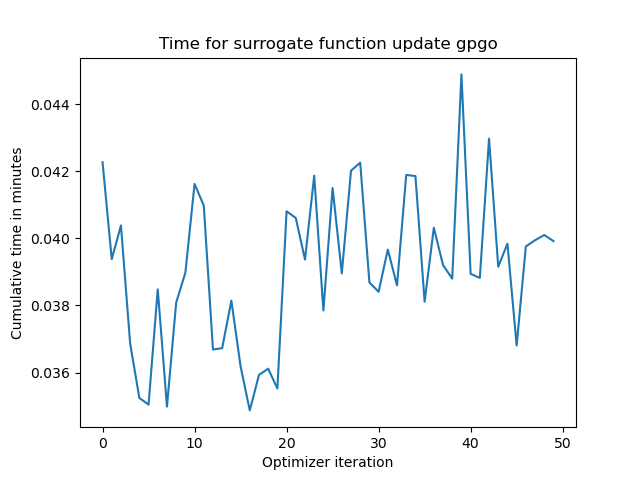 Time for surrogate function update gpgo
Cumulative time in minutes
0.044
0.042
0.040
0.038
0.036
0 10 20 30 40 50
Optimizer iteration